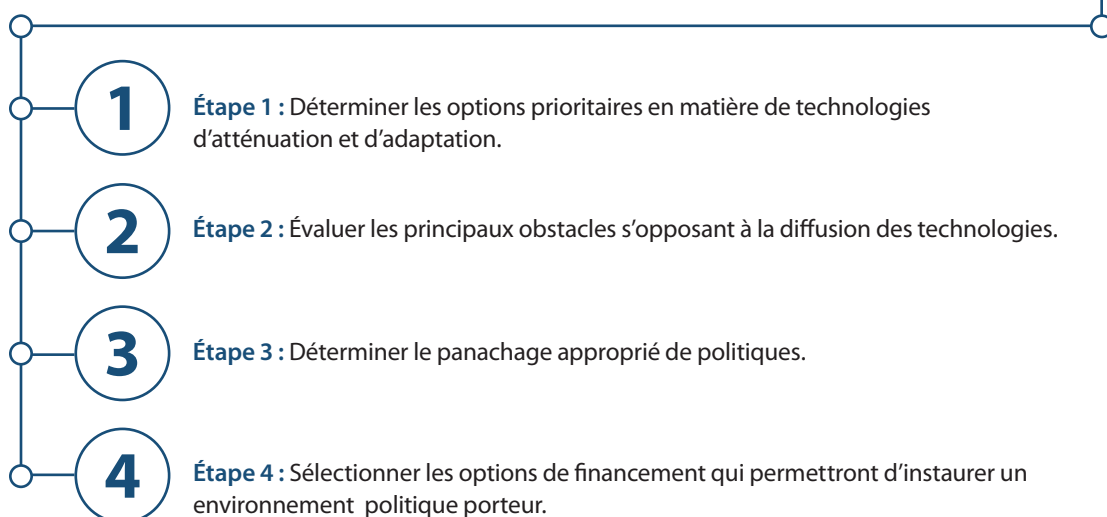 1
Étape 1 : Déterminer les options prioritaires en matière de technologies
d’atténuation et d’adaptation.
2
Étape 2 : Évaluer les principaux obstacles s’opposant à la diffusion des technologies.
3
Étape 3 : Déterminer le panachage approprié de politiques.
4
Étape 4 : Sélectionner les options de financement qui permettront d’instaurer un
environnement politique porteur.